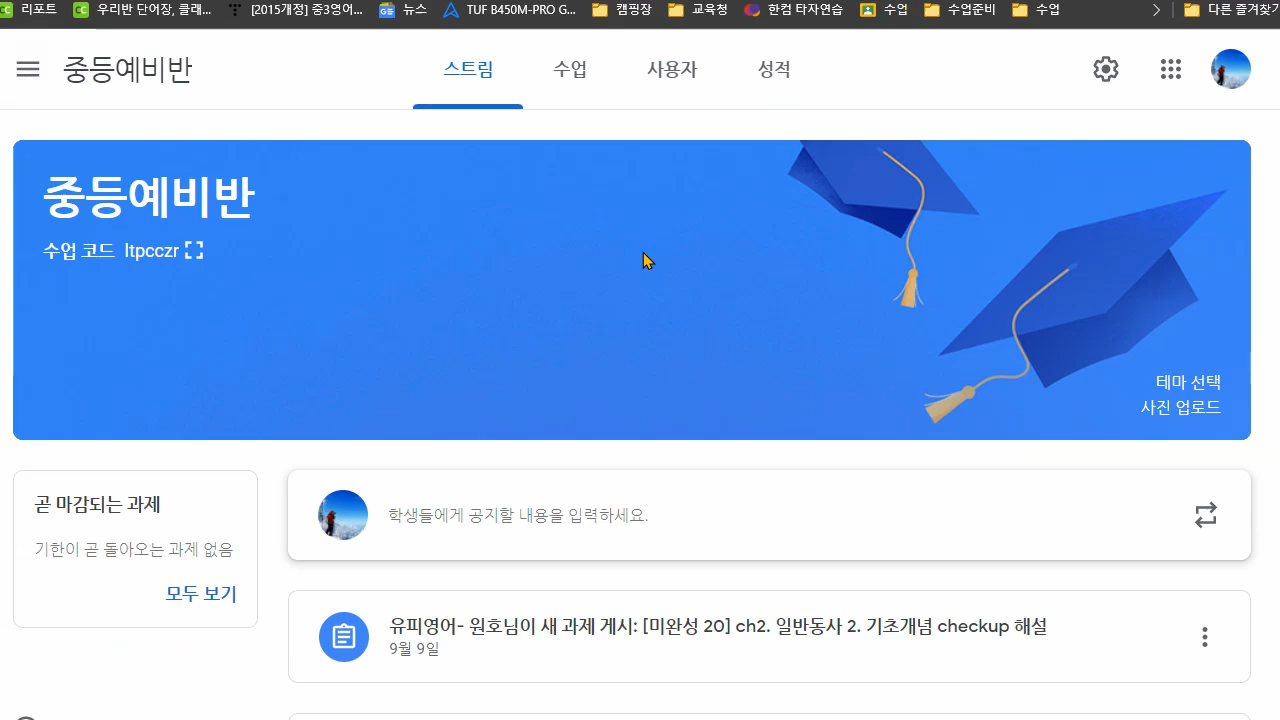 리포트 우리반 단어장, 클래... [2015개정] 중3영어... 뉴스 TUF B450M-PRO G... 캠핑장 교육청 한컴 타자연습 수업 수업준비 수업 다른 즐겨찾기
중등예비반 스트림 수업 사용자 성적
중등예비반
수업 코드 ltpcczr
테마 선택
사진 업로드
곧 마감되는 과제
기한이 곧 돌아오는 과제 없음
모두 보기
학생들에게 공지할 내용을 입력하세요.
유피영어- 원호님이 새 과제 게시: [미완성 20] ch2. 일반동사 2. 기초개념 checkup 해설
9월 9일